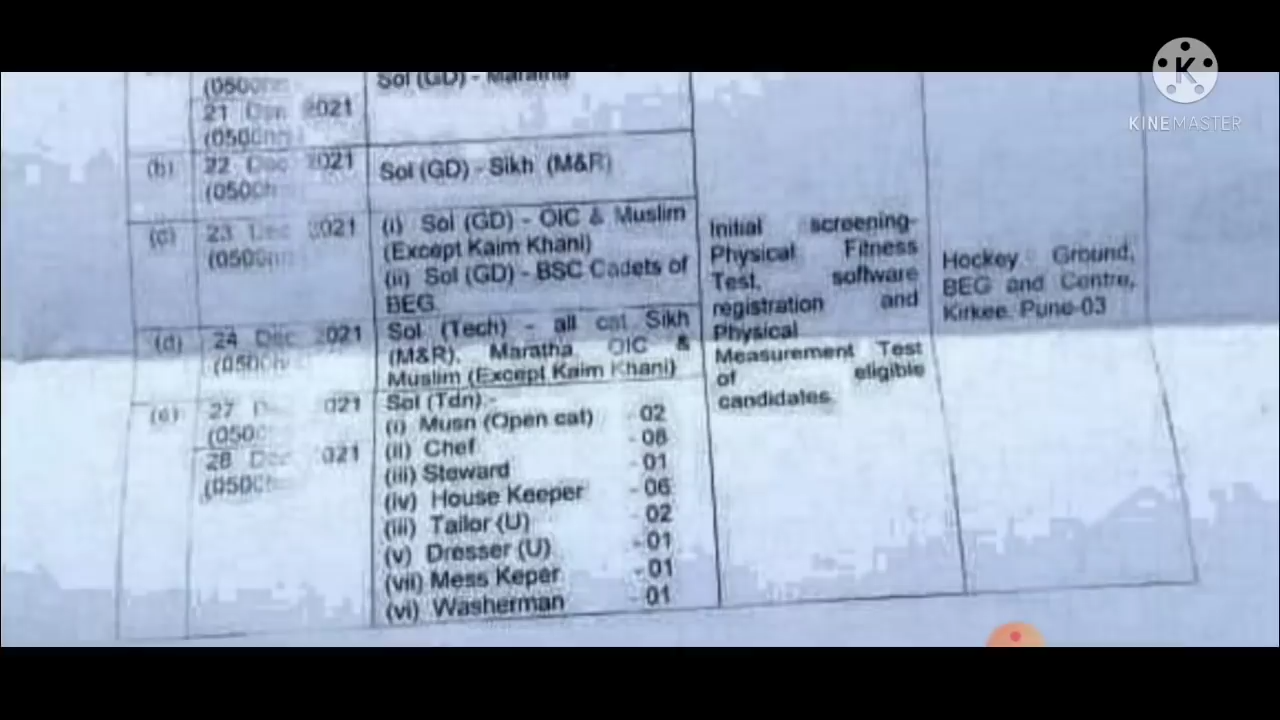 KINEMASTER
Sol (GD) - Maratha
21 2021
(b) 22 Dec 2021 Sol (GD) - Sikh (M&R)
(c) 23 Dec 2021
(i) Sol (GD) - OIC & Muslim
(Except Kaim Khani)
(ii) Sol (GD) - BSC Cadets of
BEG
(d) 24 Dec 2021
Sol (Tech) - all cat Sikh
(M&R), Maratha OIC &
Muslim (Except Kaim Khani)
(e) 27 021
28 Dec 021
Sol (Tdn) -
(i) Musn (Open cat) - 02
(ii) Chef - 08
(iii) Steward - 01
(iv) House Keeper - 06
(iii) Tailor (U) - 02
(v) Dresser (U) - 01
(vii) Mess Keper - 01
(vi) Washerman - 01
Initial screening-
Physical Fitness
Test, software
registration and
Physical
Measurement Test
of eligible
candidates
Hockey Ground,
BEG and Centre,
Kirkee, Pune-03